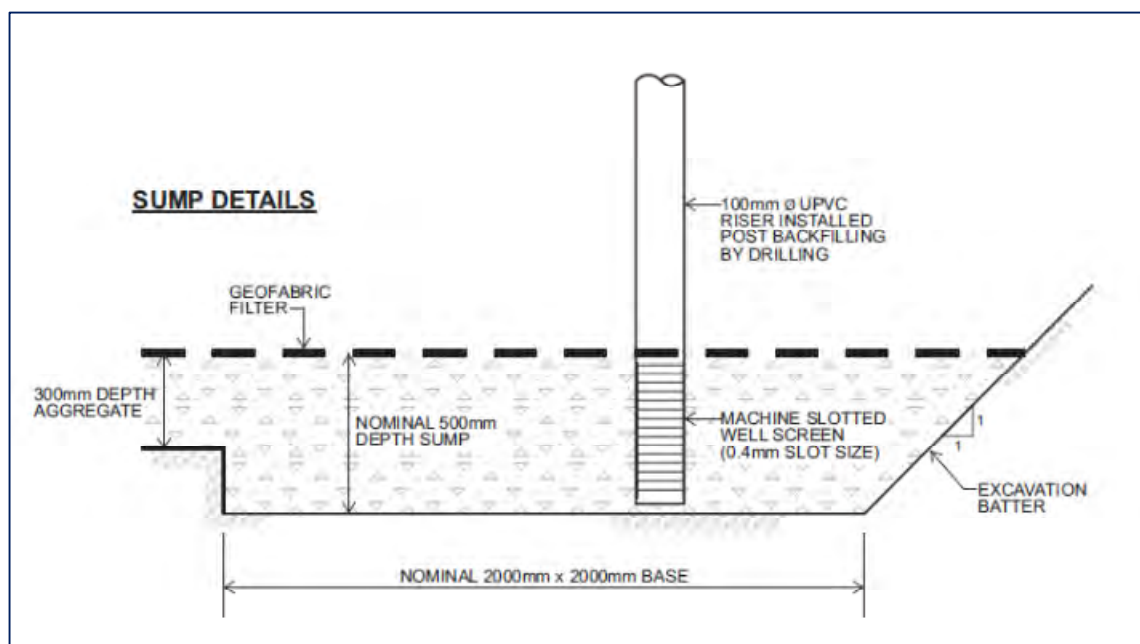 SUMP DETAILS
100mm Ø UPVC
RISER INSTALLED
POST BACKFILLING
BY DRILLING
GEOFABRIC
FILTER
300mm DEPTH
AGGREGATE
NOMINAL 500mm
DEPTH SUMP
MACHINE SLOTTED
WELL SCREEN
(0.4mm SLOT SIZE)
1
1
EXCAVATION
BATTER
NOMINAL 2000mm x 2000mm BASE